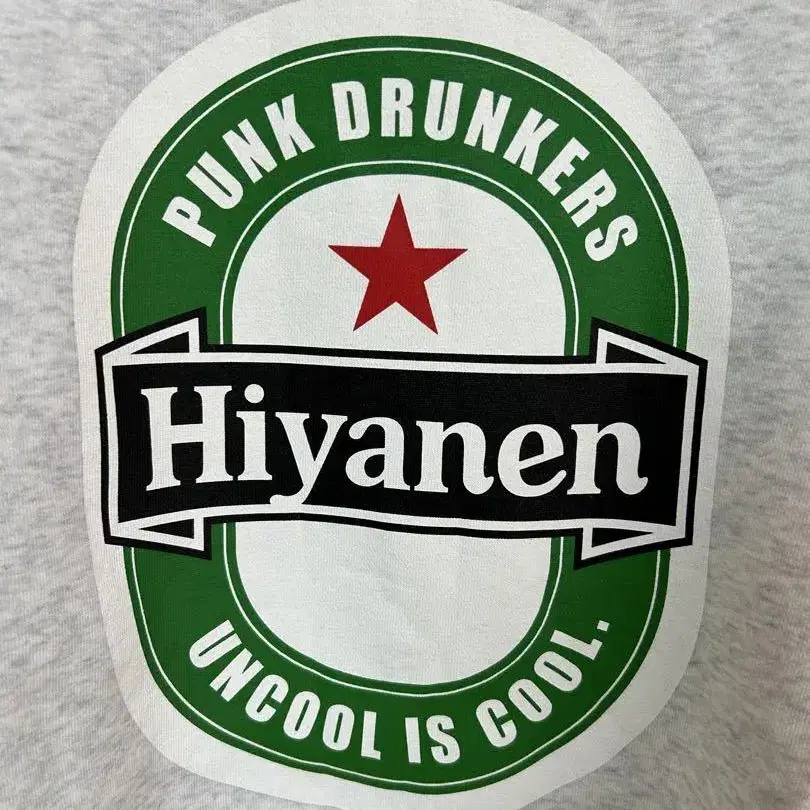 PUNK DRUNKERS
Hiyanen
UNCOOL IS COOL.